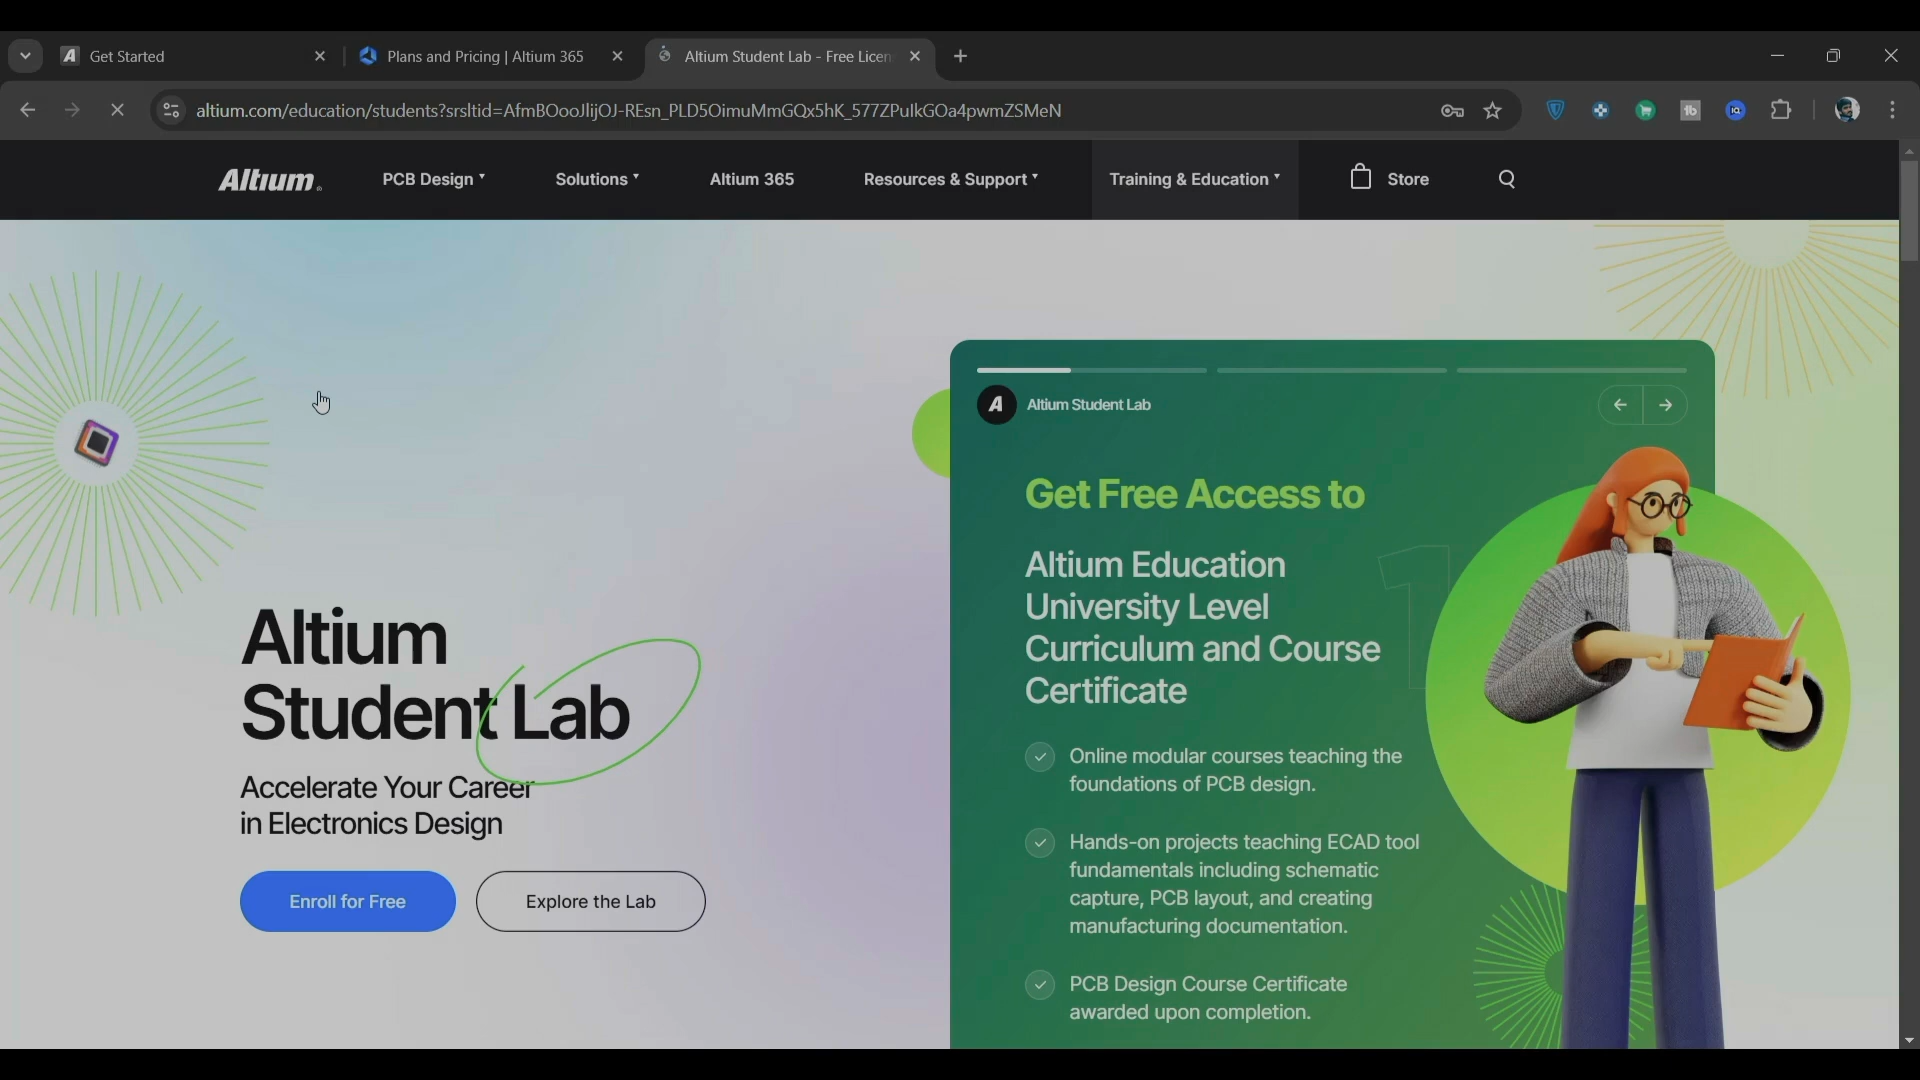 Get Started
Plans and Pricing | Altium 365
Altium Student Lab - Free Licen
altium.com/education/students?srsltid=AfmBOooJlijOJ-REsn_PLD5OimuMmGQx5hK_577ZPulkGOa4pwmZSMeN
Altium
PCB Design
Solutions
Altium 365
Resources & Support
Training & Education
Store
Altium
Student Lab
Accelerate Your Career
in Electronics Design
Enroll for Free
Explore the Lab
Altium Student Lab
Get Free Access to
Altium Education
University Level
Curriculum and Course
Certificate
1
Online modular courses teaching the
foundations of PCB design.
Hands-on projects teaching ECAD tool
fundamentals including schematic
capture, PCB layout, and creating
manufacturing documentation.
PCB Design Course Certificate
awarded upon completion.